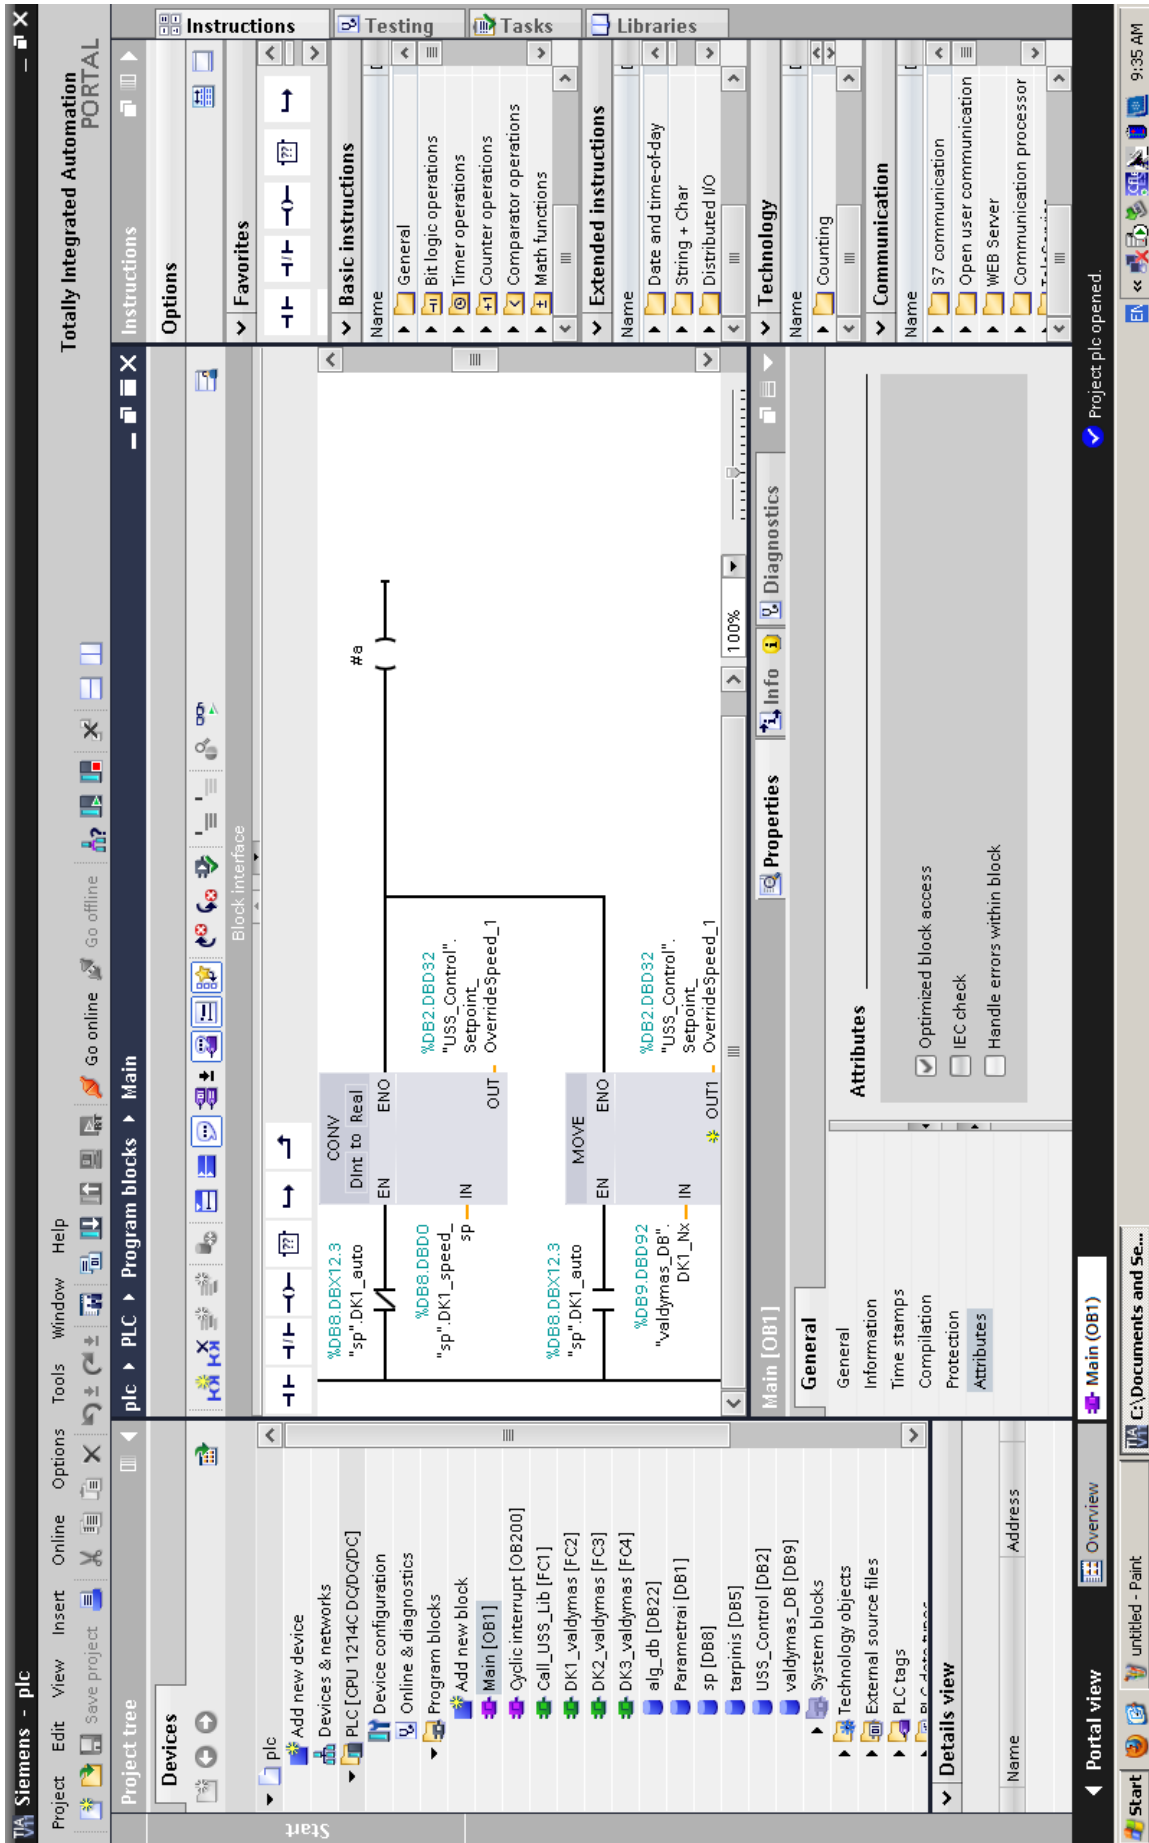 Siemens - plc
Project Edit View Insert Online Options Tools Window Help
Totally Integrated Automation
PORTAL
Save project
Go online
Go offline
Project tree
plc ▸ PLC ▸ Program blocks ▸ Main
Instructions
Devices
Options
Start
plc
Add new device
Devices & networks
PLC [CPU 1214C DC/DC/DC]
Device configuration
Online & diagnostics
Program blocks
Add new block
Main [OB1]
Cyclic interrupt [OB200]
Call_USS_Lib [FC1]
DK1_valdymas [FC2]
DK2_valdymas [FC3]
DK3_valdymas [FC4]
alg_db [DB22]
Parametrai [DB1]
sp [DB8]
tarpinis [DB5]
USS_Control [DB2]
valdymas_DB [DB9]
System blocks
Technology objects
External source files
PLC tags
PLC data types
Details view
Name Address
Block interface
%DB8.DBX12.3
"sp".DK1_auto
CONV
DInt to Real
EN ENO
%DB8.DBD0
"sp".DK1_speed_
sp
IN
OUT
%DB2.DBD32
"USS_Control".
Setpoint_
OverrideSpeed_1
#a
%DB8.DBX12.3
"sp".DK1_auto
MOVE
EN ENO
%DB9.DBD92
"valdymas_DB".
DK1_Nx
IN
OUT1
%DB2.DBD32
"USS_Control".
Setpoint_
OverrideSpeed_1
100%
Main [OB1]
Properties
Info
Diagnostics
General
General
Information
Time stamps
Compilation
Protection
Attributes
Attributes
Optimized block access
IEC check
Handle errors within block
Favorites
Basic instructions
Name
General
Bit logic operations
Timer operations
Counter operations
Comparator operations
Math functions
Extended instructions
Name
Date and time-of-day
String + Char
Distributed I/O
Technology
Name
Counting
Communication
Name
S7 communication
Open user communication
WEB Server
Communication processor
Instructions
Testing
Tasks
Libraries
Portal view
Overview
Main (OB1)
Project plc opened.
Start
untitled - Paint
C:\Documents and Se...
EN
9:35 AM